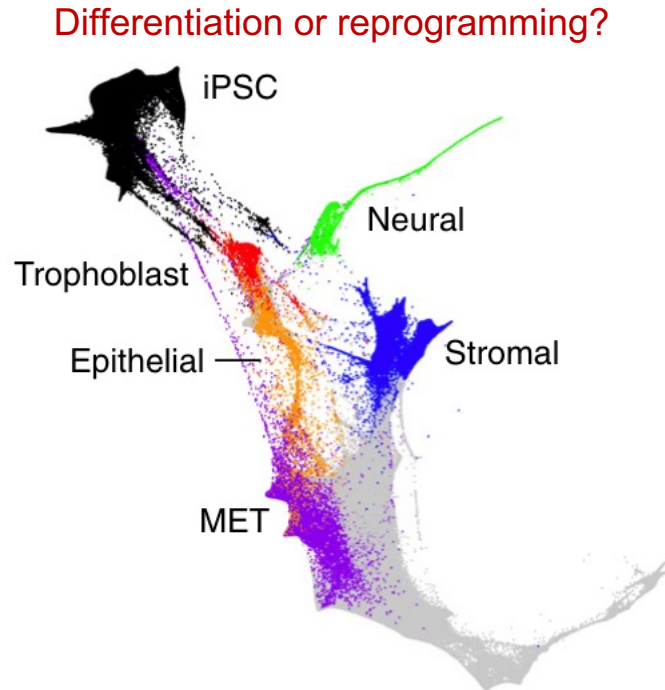 Differentiation or reprogramming?
iPSC
Neural
Trophoblast
Stromal
Epithelial
MET